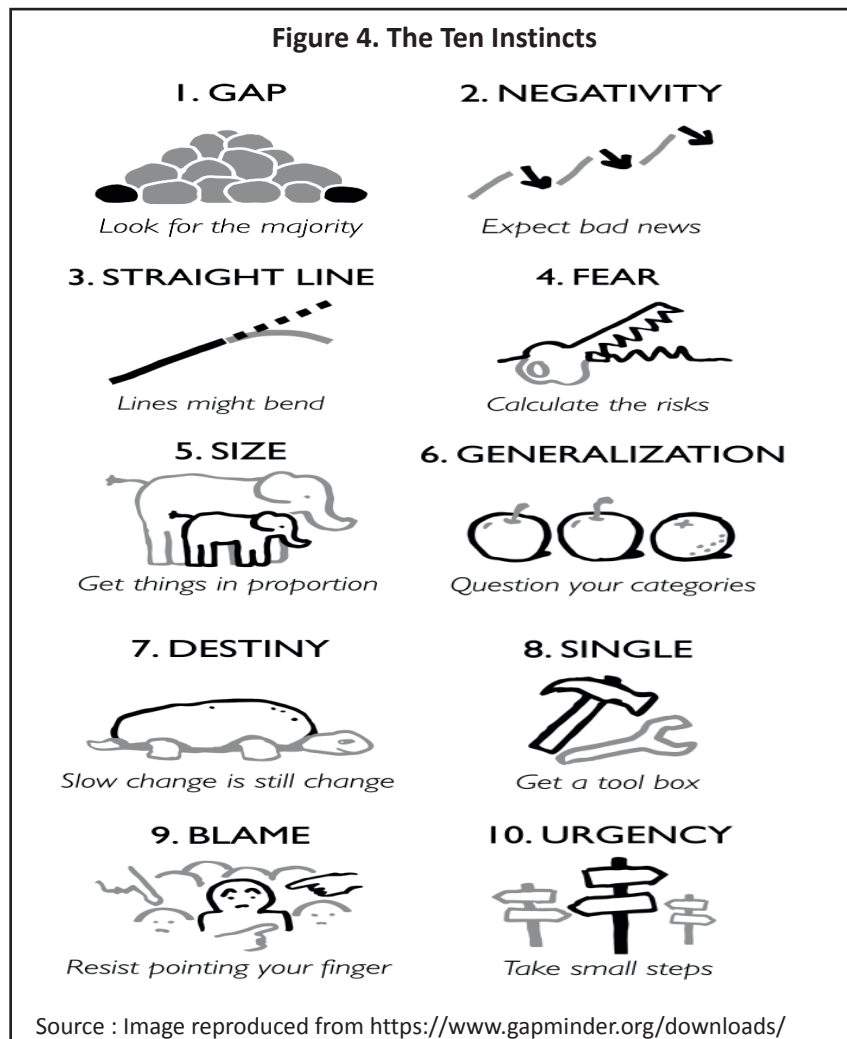 Figure 4. The Ten Instincts
1. GAP
Look for the majority
2. NEGATIVITY
Expect bad news
3. STRAIGHT LINE
Lines might bend
4. FEAR
Calculate the risks
5. SIZE
Get things in proportion
6. GENERALIZATION
Question your categories
7. DESTINY
Slow change is still change
8. SINGLE
Get a tool box
9. BLAME
Resist pointing your finger
10. URGENCY
Take small steps
Source : Image reproduced from https://www.gapminder.org/downloads/